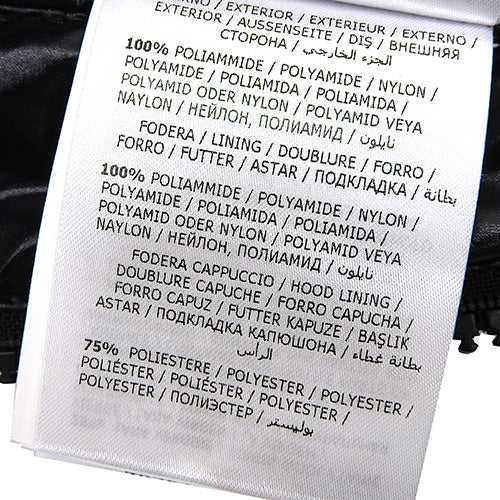 ESTERNO / EXTERIOR / EXTERIEUR / EXTERNO /
EXTERIOR / AUSSENSEITE / DIŞ / ВНЕШНЯЯ
СТОРОНА / الجزء الخارجي
100% POLIAMMIDE / POLYAMIDE / NYLON /
POLYAMIDE / POLIAMIDA / POLIAMIDA /
POLYAMID ODER NYLON / POLYAMID VEYA
NAYLON / НЕЙЛОН, ПОЛИАМИД / نايلون
FODERA / LINING / DOUBLURE / FORRO /
FORRO / FUTTER / ASTAR / ПОДКЛАДКА / بطانة
100% POLIAMMIDE / POLYAMIDE / NYLON /
POLYAMIDE / POLIAMIDA / POLIAMIDA /
POLYAMID ODER NYLON / POLYAMID VEYA
NAYLON / НЕЙЛОН, ПОЛИАМИД / نايلون
FODERA CAPPUCCIO / HOOD LINING /
DOUBLURE CAPUCHE / FORRO CAPUCHA /
FORRO CAPUZ / FUTTER KAPUZE / BAŞLIK
ASTAR / ПОДКЛАДКА КАПЮШОНА / بطانة غطاء
الرأس
75% POLIESTERE / POLYESTER / POLYESTER /
POLIÉSTER / POLIÉSTER / POLYESTER /
POLYESTER / ПОЛИЭСТЕР / بوليستر